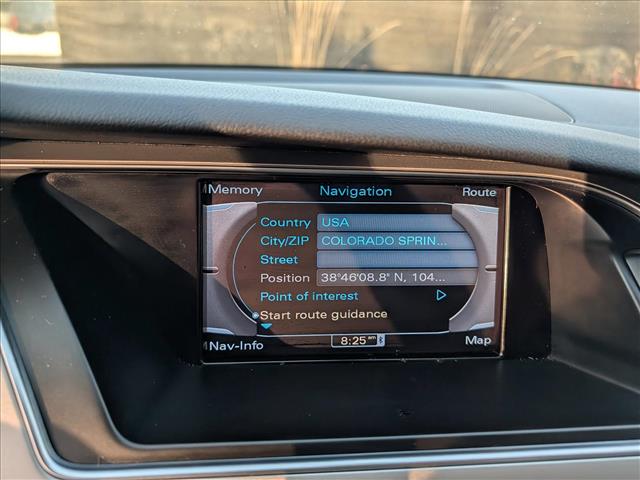 Memory Navigation Route
Country USA
City/ZIP COLORADO SPRIN...
Street
Position 38°46'08.8" N, 104...
Point of interest
Start route guidance
Nav-Info 8:25 am Map